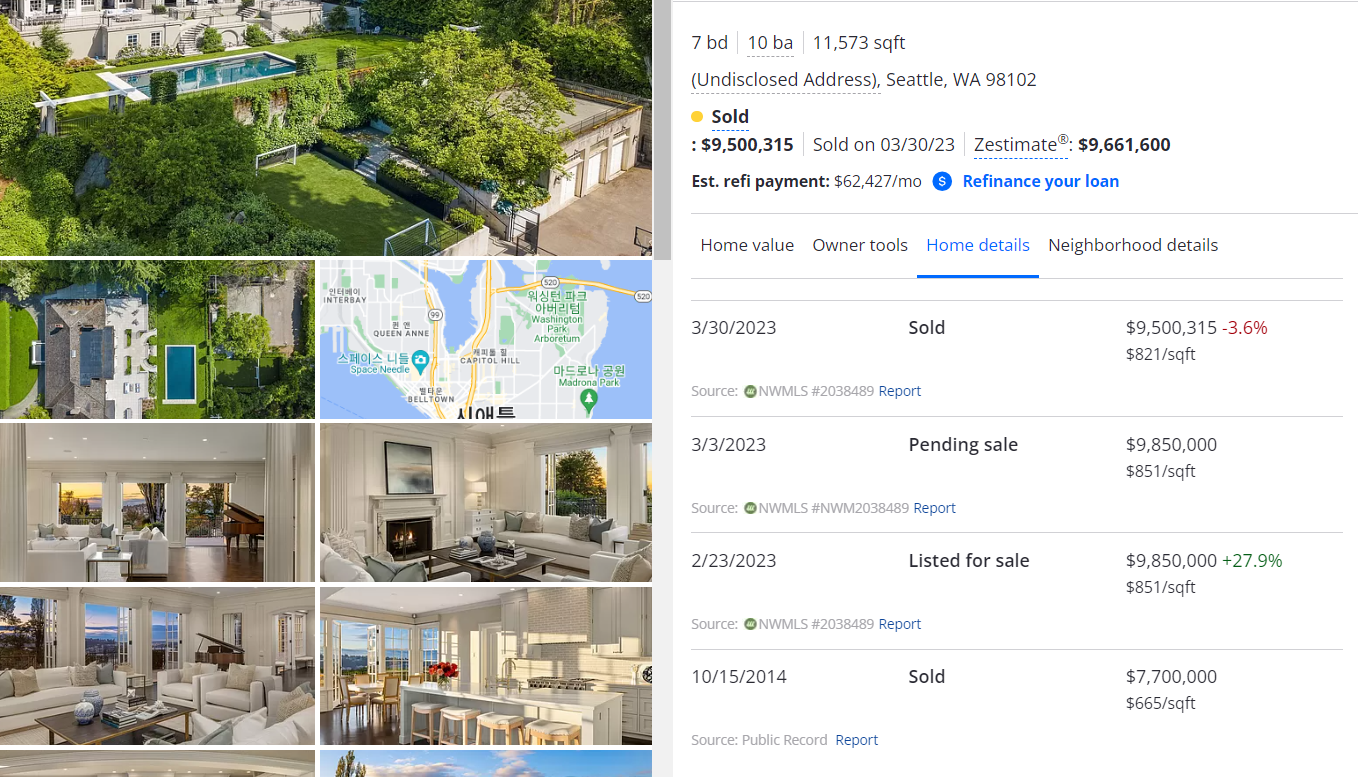 7 bd 10 ba 11,573 sqft
(Undisclosed Address), Seattle, WA 98102
Sold
: $9,500,315 Sold on 03/30/23 Zestimate®: $9,661,600
Est. refi payment: $62,427/mo $ Refinance your loan
Home value Owner tools Home details Neighborhood details
3/30/2023 Sold $9,500,315 -3.6%
$821/sqft
Source: NWMLS #2038489 Report
3/3/2023 Pending sale $9,850,000
$851/sqft
Source: NWMLS #NWM2038489 Report
2/23/2023 Listed for sale $9,850,000 +27.9%
$851/sqft
Source: NWMLS #2038489 Report
10/15/2014 Sold $7,700,000
$665/sqft
Source: Public Record Report
인터베이
INTERBAY
99
퀸 앤
QUEEN ANNE
520
520
워싱턴 파크
아버리텀
Washington
Park
Arboretum
스페이스 니들
Space Needle
캐피톨 힐
CAPITOL HILL
벨타운
BELLTOWN
마드로나 공원
Madrona Park
시애틀